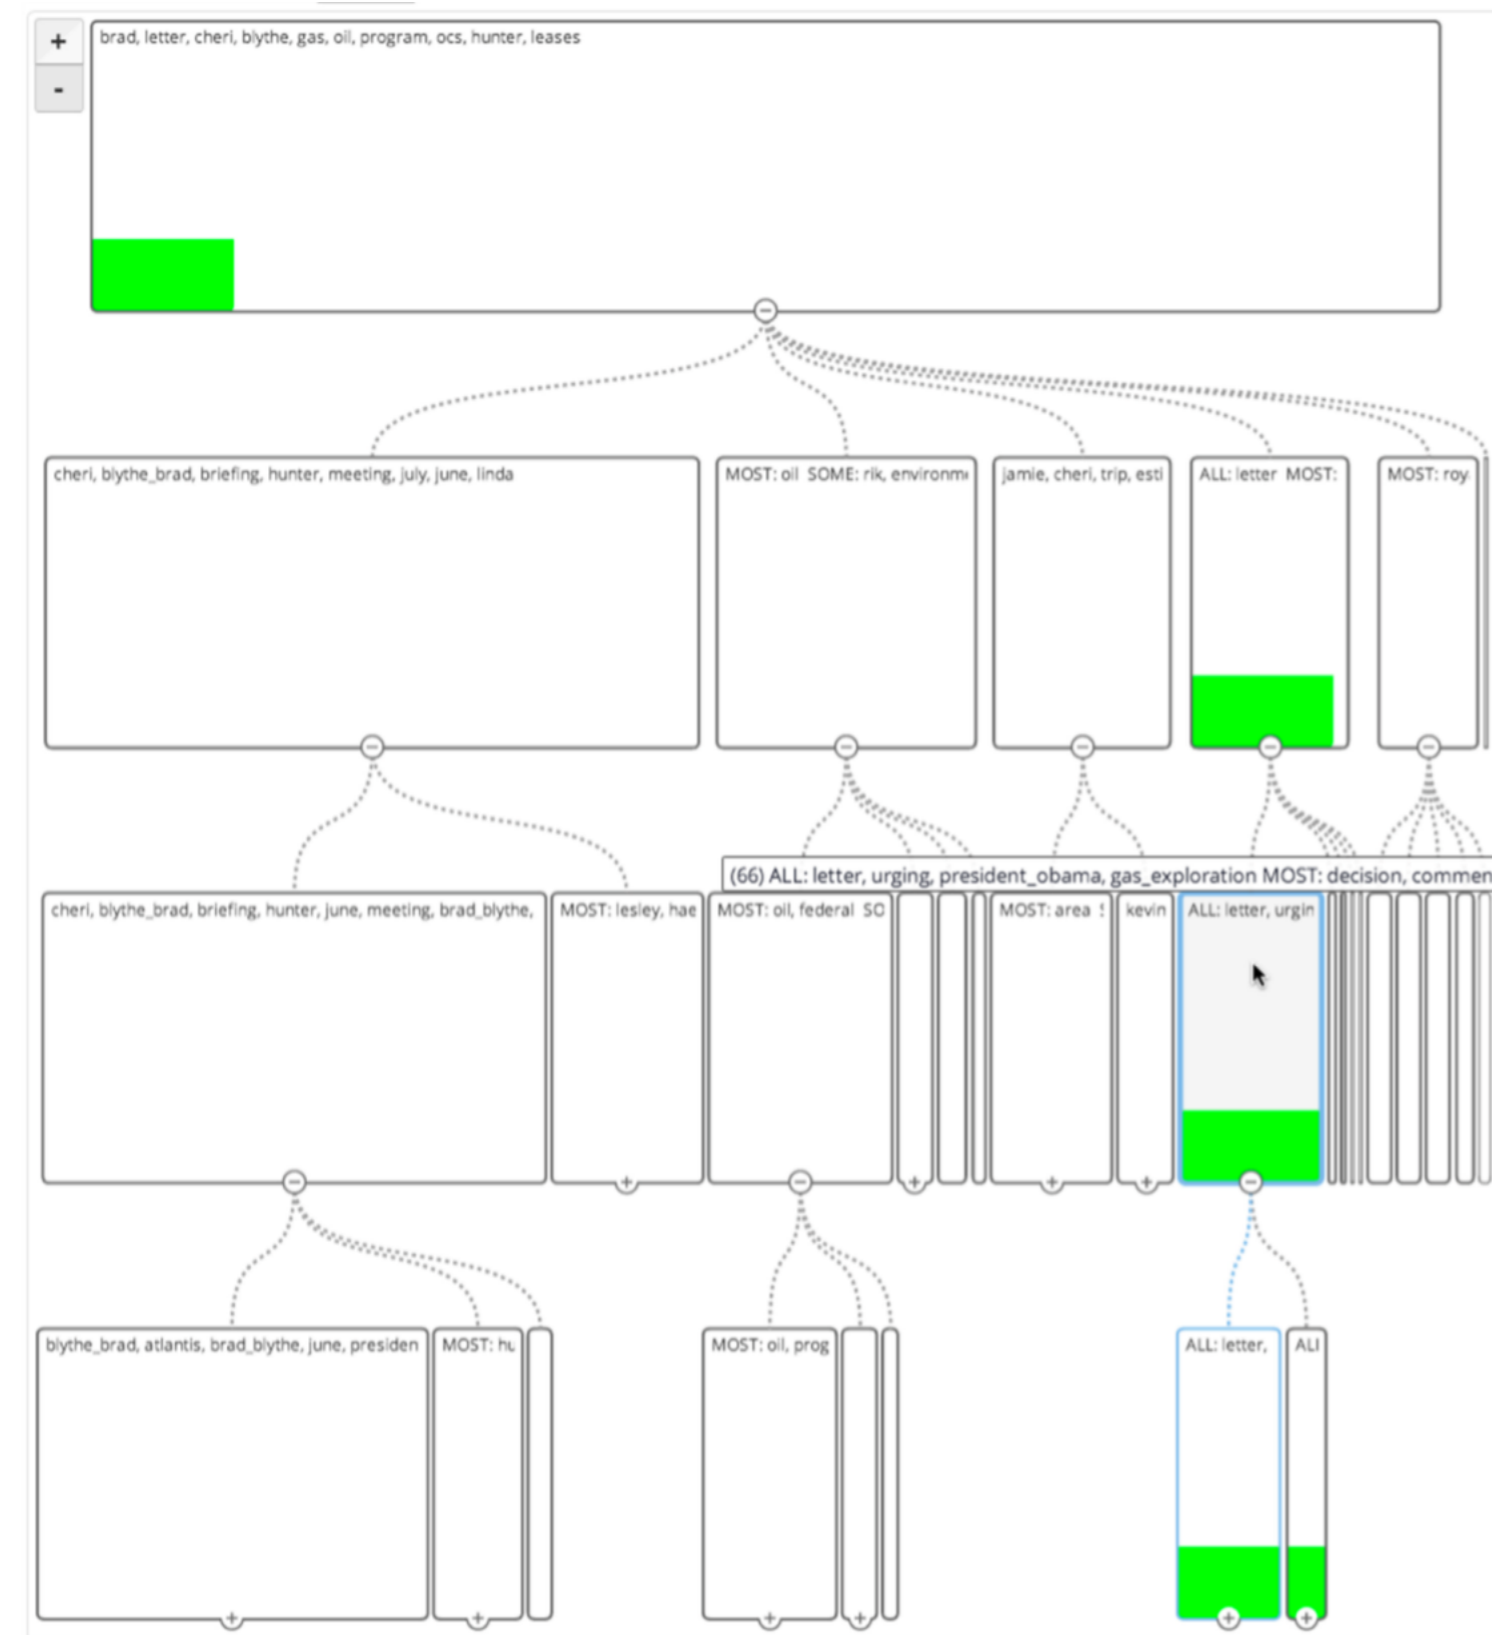 +
-
brad, letter, cheri, blythe, gas, oil, program, ocs, hunter, leases
cheri, blythe_brad, briefing, hunter, meeting, july, june, linda
MOST: oil SOME: rik, environm
jamie, cheri, trip, esti
ALL: letter MOST:
MOST: roy
(66) ALL: letter, urging, president_obama, gas_exploration MOST: decision, commen
cheri, blythe_brad, briefing, hunter, june, meeting, brad_blythe,
MOST: lesley, hae
MOST: oil, federal SO
MOST: area
kevin
ALL: letter, urgin
blythe_brad, atlantis, brad_blythe, june, presiden
MOST: hu
MOST: oil, prog
ALL: letter,
ALI